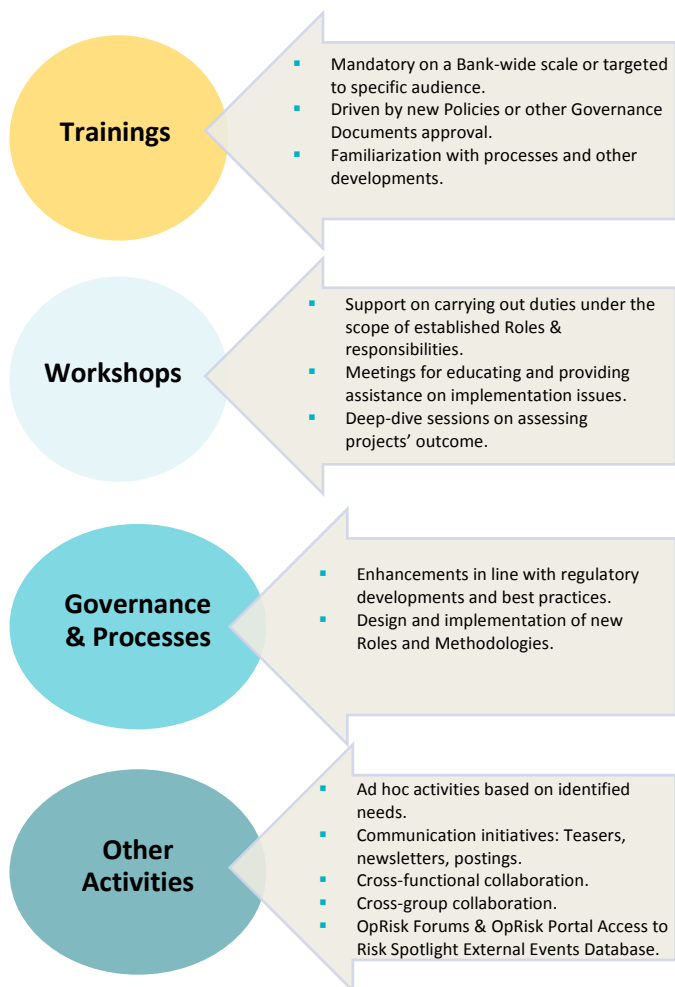 Trainings
▪ Mandatory on a Bank-wide scale or targeted
to specific audience.
▪ Driven by new Policies or other Governance
Documents approval.
▪ Familiarization with processes and other
developments.
Workshops
▪ Support on carrying out duties under the
scope of established Roles &
responsibilities.
▪ Meetings for educating and providing
assistance on implementation issues.
▪ Deep-dive sessions on assessing
projects’ outcome.
Governance
& Processes
▪ Enhancements in line with regulatory
developments and best practices.
▪ Design and implementation of new
Roles and Methodologies.
Other
Activities
▪ Ad hoc activities based on identified
needs.
▪ Communication initiatives: Teasers,
newsletters, postings.
▪ Cross-functional collaboration.
▪ Cross-group collaboration.
▪ OpRisk Forums & OpRisk Portal Access to
Risk Spotlight External Events Database.